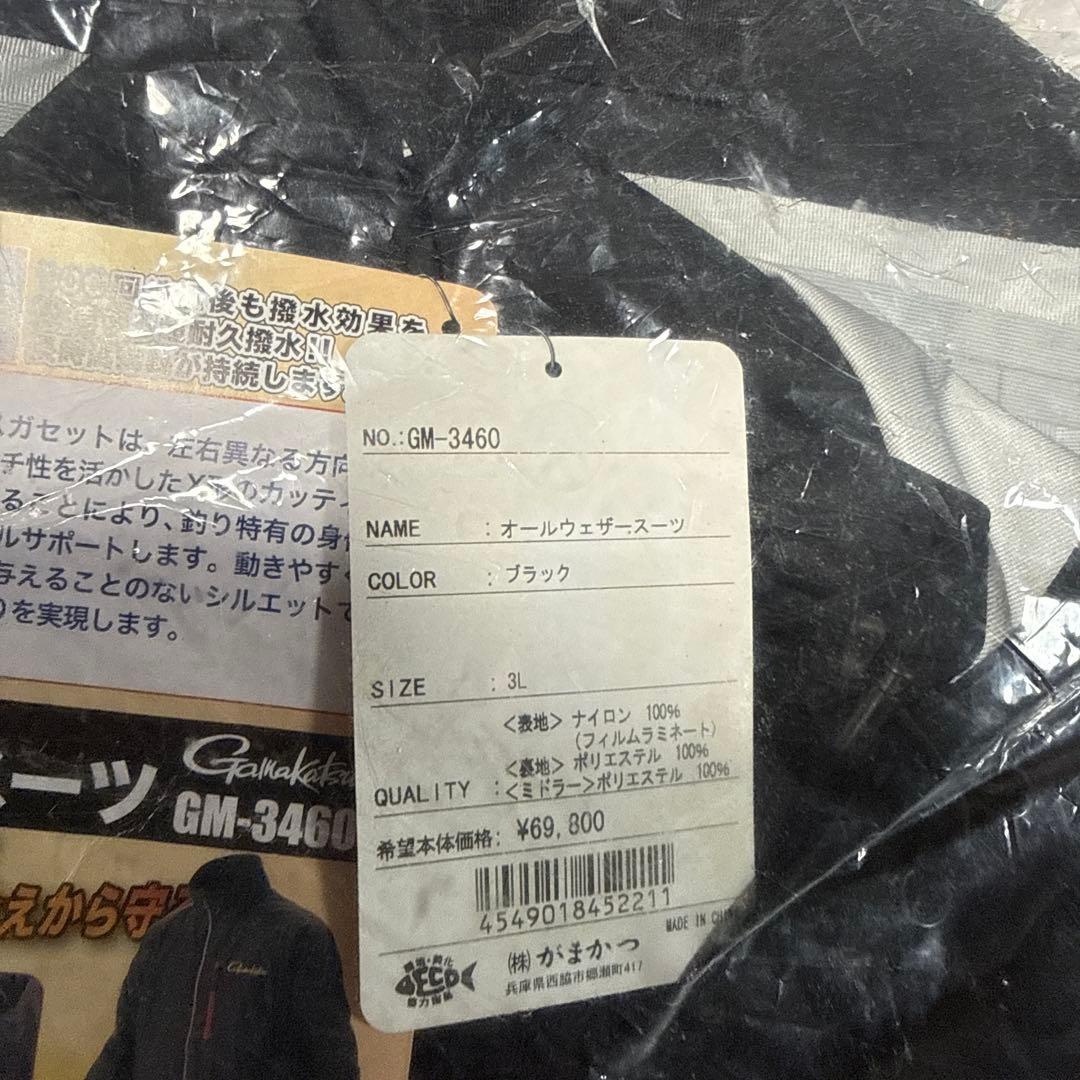 後も撥水効果を
耐久撥水!!
が持続します
スガセットは、左右異なる方向
チ性を活かしたY字のカッティ
ることにより、釣り特有の身体
ルサポートします。動きやすく
与えることのないシルエットで
を実現します。
スーツ
Gamakatsu
GM-3460
えから守る
Gamakatsu
NO.:GM-3460
NAME : オールウェザースーツ
COLOR : ブラック
SIZE : 3L
QUALITY :
<表地> ナイロン 100%
(フィルムラミネート)
<裏地> ポリエステル 100%
<ミドラー>ポリエステル 100%
希望本体価格: ¥69,800
4549018452211
MADE IN CHI
(株) がまかつ
兵庫県西脇市郷瀬町417
ECO